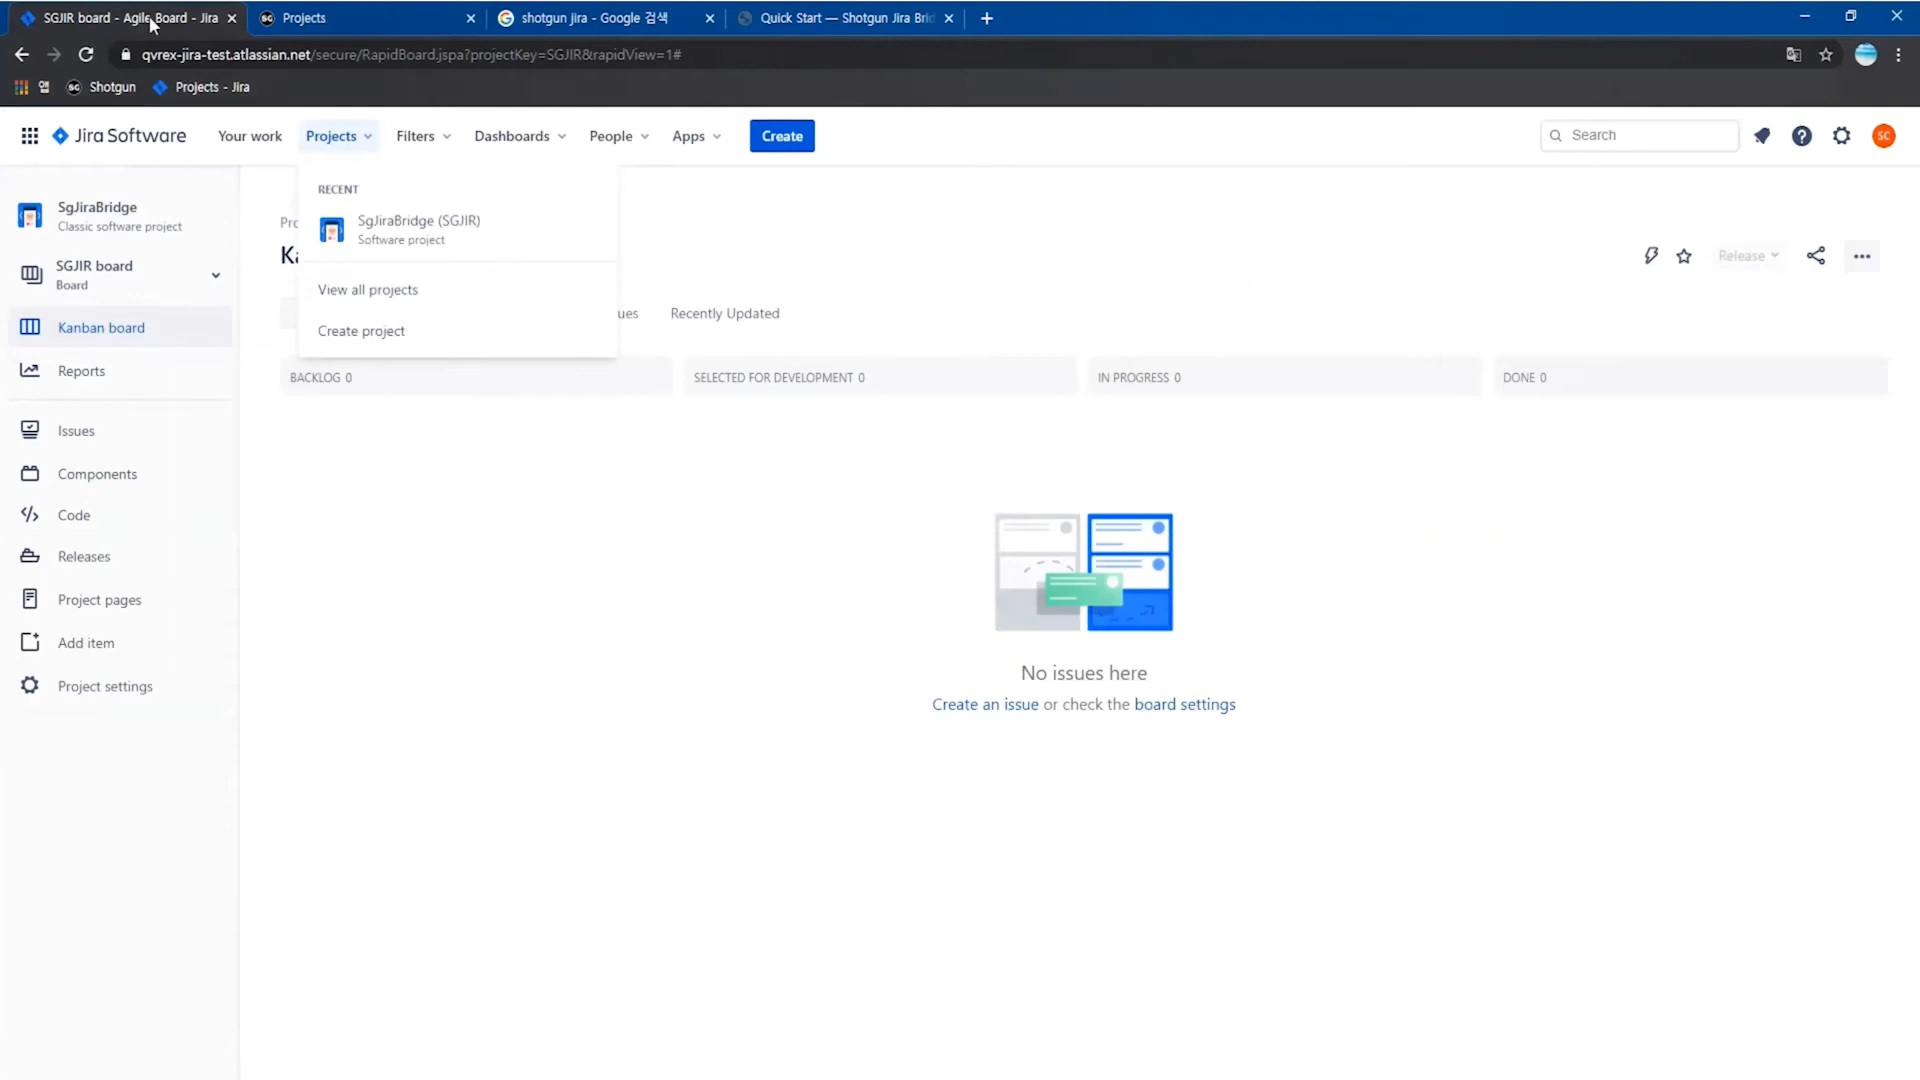 SGJIR board - Agile Board - Jira
Projects
shotgun jira - Google 검색
Quick Start — Shotgun Jira Brid
qvrex-jira-test.atlassian.net/secure/RapidBoard.jspa?projectKey=SGJIR&rapidView=1#
앱
Shotgun
Projects - Jira
Jira Software
Your work
Projects
Filters
Dashboards
People
Apps
Create
Search
SC
RECENT
SgJiraBridge (SGJIR)
Software project
View all projects
Create project
SgJiraBridge
Classic software project
SGJIR board
Board
Kanban board
Reports
Issues
Components
Code
Releases
Project pages
Add item
Project settings
Pro
Ka
Release
ues
Recently Updated
BACKLOG 0
SELECTED FOR DEVELOPMENT 0
IN PROGRESS 0
DONE 0
No issues here
Create an issue or check the board settings